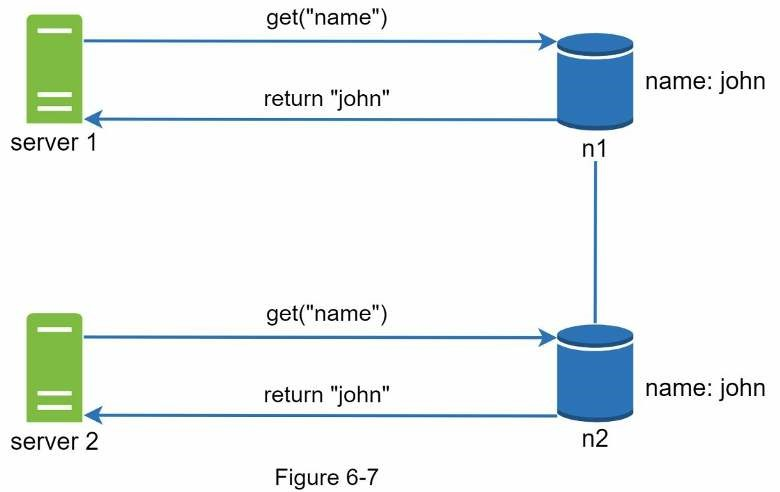 get("name")
name: john
return "john"
server 1
n1
get("name")
name: john
return "john"
server 2
n2
Figure 6-7